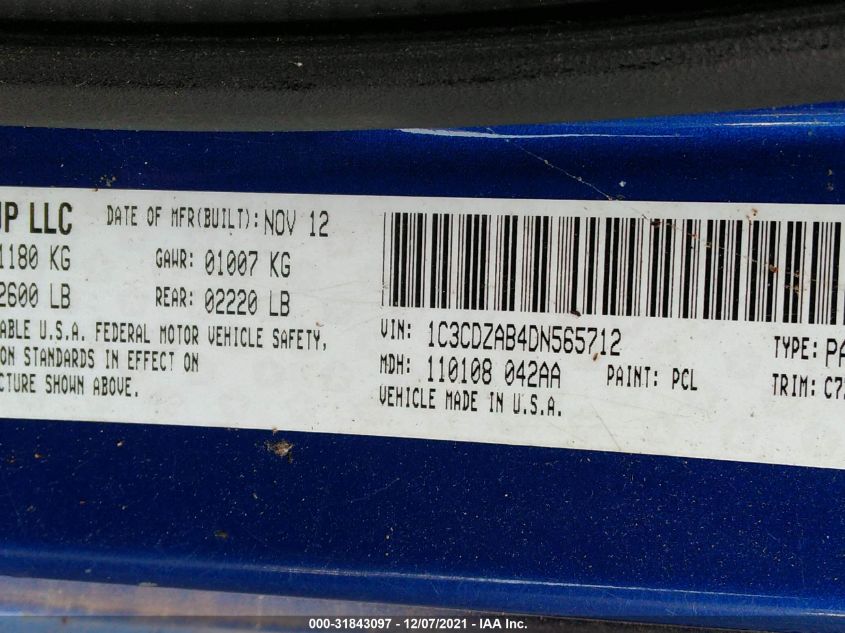 UP LLC DATE OF MFR(BUILT): NOV 12
1180 KG GAWR: 01007 KG
2600 LB REAR: 02220 LB
ABLE U.S.A. FEDERAL MOTOR VEHICLE SAFETY,
ON STANDARDS IN EFFECT ON
CTURE SHOWN ABOVE.
VIN: 1C3CDZAB4DN565712 TYPE: PA
MDH: 110108 042AA PAINT: PCL TRIM: C7
VEHICLE MADE IN U.S.A.
000-31843097 - 12/07/2021 - IAA Inc.